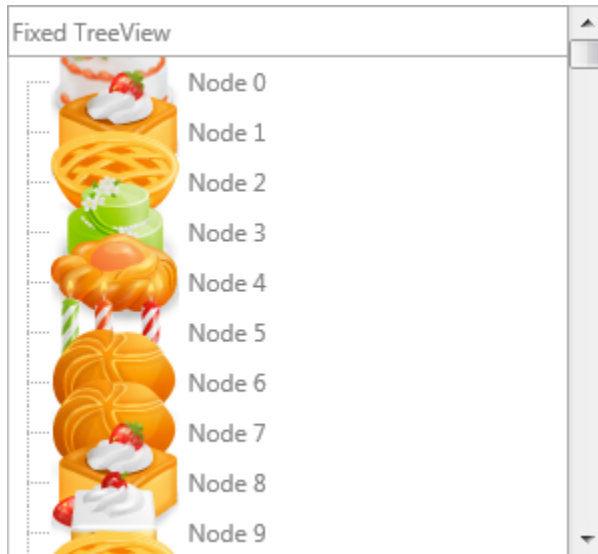 Fixed TreeView
Node 0
Node 1
Node 2
Node 3
Node 4
Node 5
Node 6
Node 7
Node 8
Node 9